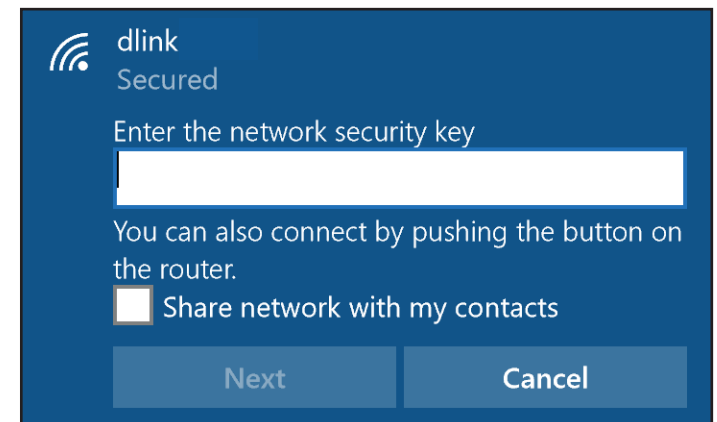 dlink
Secured
Enter the network security key
You can also connect by pushing the button on
the router.
Share network with my contacts
Next
Cancel